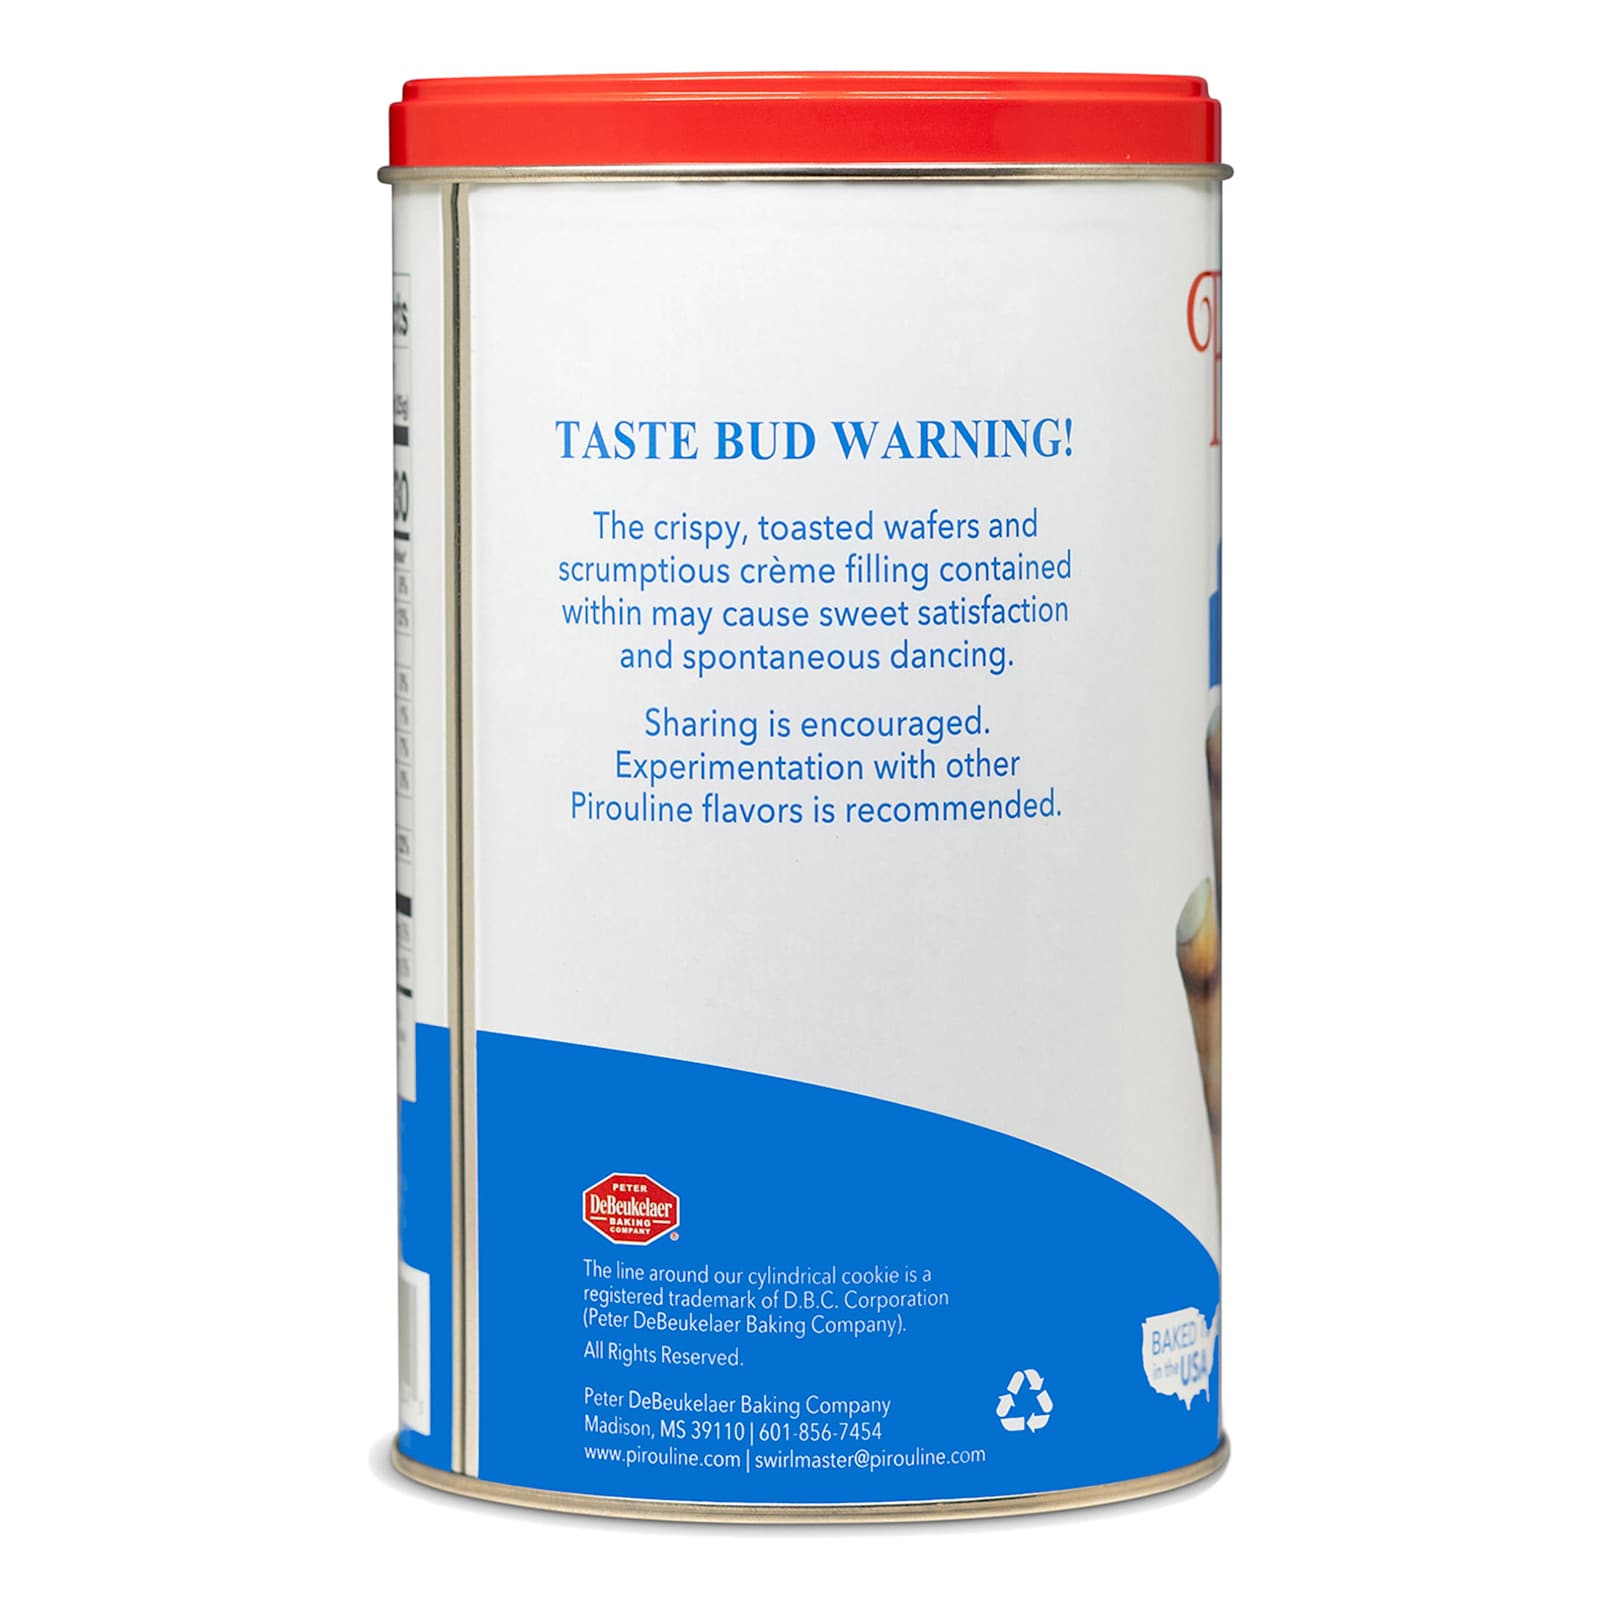 TASTE BUD WARNING!
The crispy, toasted wafers and
scrumptious crème filling contained
within may cause sweet satisfaction
and spontaneous dancing.
Sharing is encouraged.
Experimentation with other
Pirouline flavors is recommended.
PETER
DeBeukelaer
BAKING
COMPANY
®
The line around our cylindrical cookie is a
registered trademark of D.B.C. Corporation
(Peter DeBeukelaer Baking Company).
All Rights Reserved.
Peter DeBeukelaer Baking Company
Madison, MS 39110 | 601-856-7454
www.pirouline.com | swirlmaster@pirouline.com
BAKED
in the USA